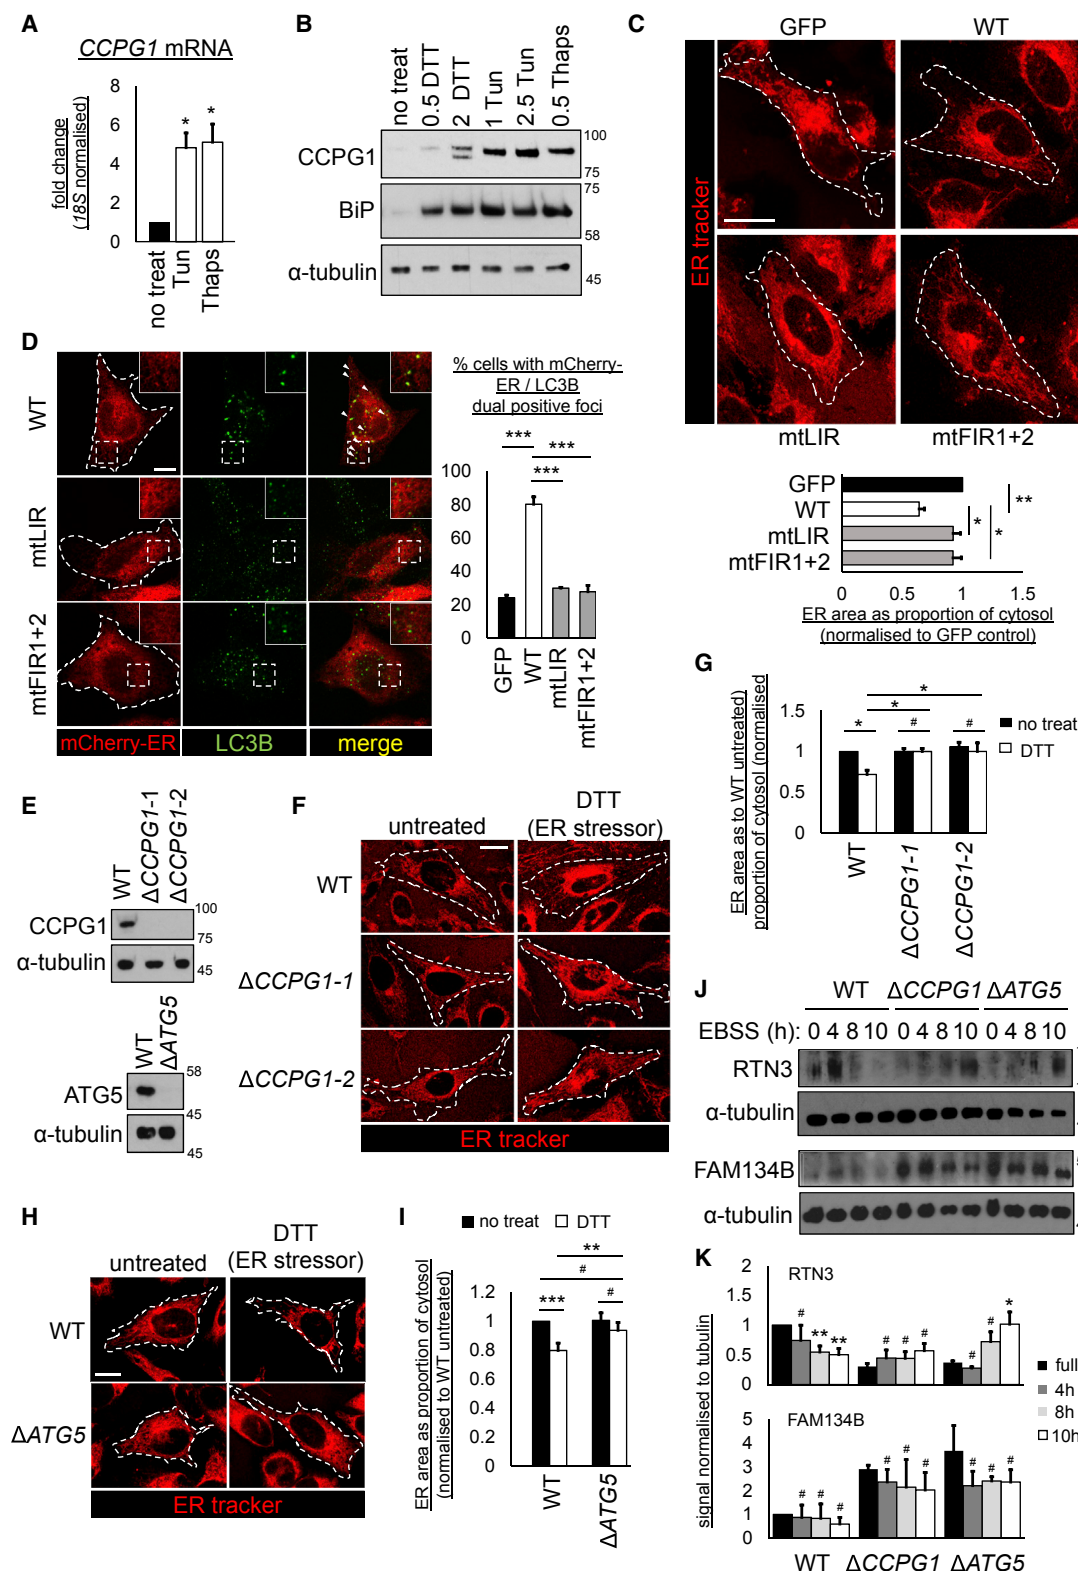 A
CCPG1 mRNA
fold change
(18S normalised)
8
6
4
2
0
*
*
no treat
Tun
Thaps
B
no treat
0.5 DTT
2 DTT
1 Tun
2.5 Tun
0.5 Thaps
CCPG1
100
75
BiP
75
58
α-tubulin
45
C
GFP
WT
ER tracker
mtLIR
mtFIR1+2
GFP
WT
mtLIR
mtFIR1+2
**
*
*
0 0.5 1 1.5
ER area as proportion of cytosol
(normalised to GFP control)
D
WT
mtLIR
mtFIR1+2
mCherry-ER
LC3B
merge
% cells with mCherry-
ER / LC3B
dual positive foci
*** ***
***
100
80
60
40
20
0
GFP
WT
mtLIR
mtFIR1+2
E
WT
ΔCCPG1-1
ΔCCPG1-2
CCPG1
100
75
α-tubulin
45
WT
ΔATG5
ATG5
58
45
α-tubulin
45
F
untreated
DTT
(ER stressor)
WT
ΔCCPG1-1
ΔCCPG1-2
ER tracker
G
ER area as to WT untreated)
proportion of cytosol (normalised
1.5
1
0.5
0
*
*
* # #
no treat
DTT
WT
ΔCCPG1-1
ΔCCPG1-2
H
untreated
DTT
(ER stressor)
WT
ΔATG5
ER tracker
I
no treat DTT
ER area as proportion of cytosol
(normalised to WT untreated)
1.2
1
0.8
0.6
0.4
0.2
0
**
#
*** #
WT
ΔATG5
J
WT ΔCCPG1 ΔATG5
EBSS (h): 0 4 8 10 0 4 8 10 0 4 8 10
RTN3
α-tubulin
FAM134B
α-tubulin
K
signal normalised to tubulin
RTN3
2
1.5
1
0.5
0
# ** ** # # # # # *
full
4h
8h
10h
FAM134B
5
4
3
2
1
0
# # # # # # # # #
WT ΔCCPG1 ΔATG5